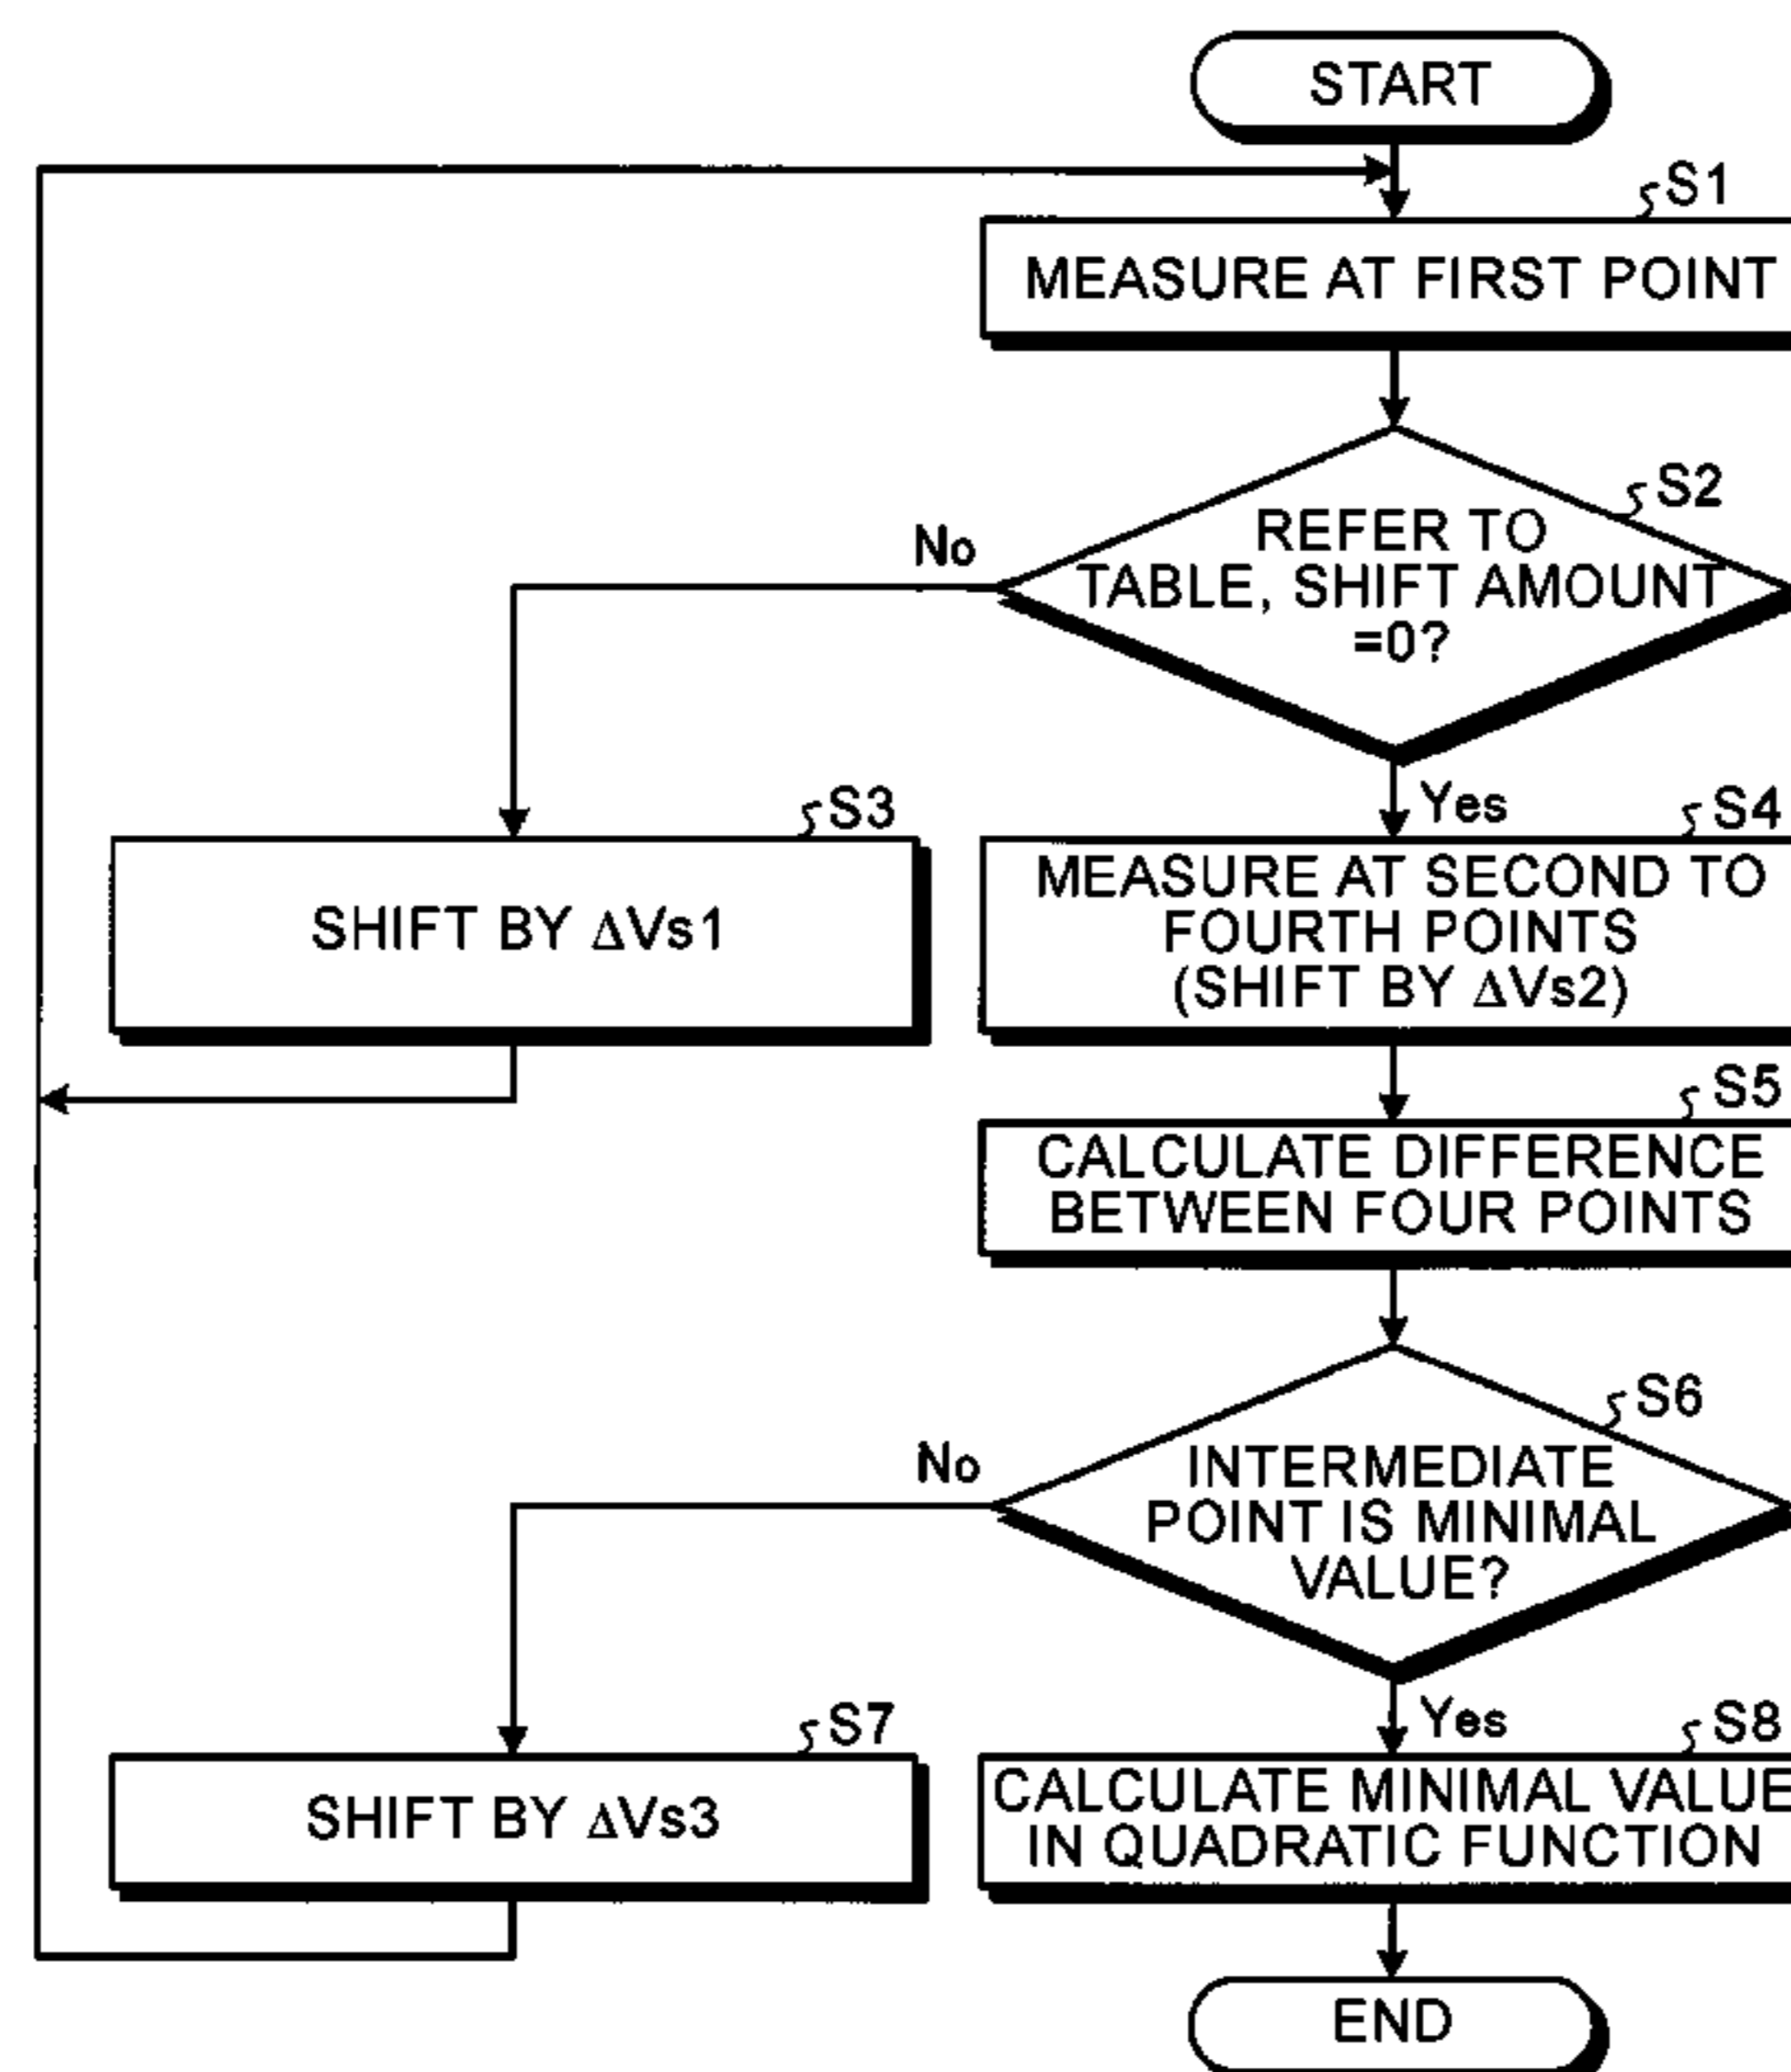 START
S1
MEASURE AT FIRST POINT
S2
REFER TO
TABLE, SHIFT AMOUNT
=0?
No
Yes
S3
SHIFT BY ΔVs1
S4
MEASURE AT SECOND TO
FOURTH POINTS
(SHIFT BY ΔVs2)
S5
CALCULATE DIFFERENCE
BETWEEN FOUR POINTS
S6
INTERMEDIATE
POINT IS MINIMAL
VALUE?
No
Yes
S7
SHIFT BY ΔVs3
S8
CALCULATE MINIMAL VALUE
IN QUADRATIC FUNCTION
END